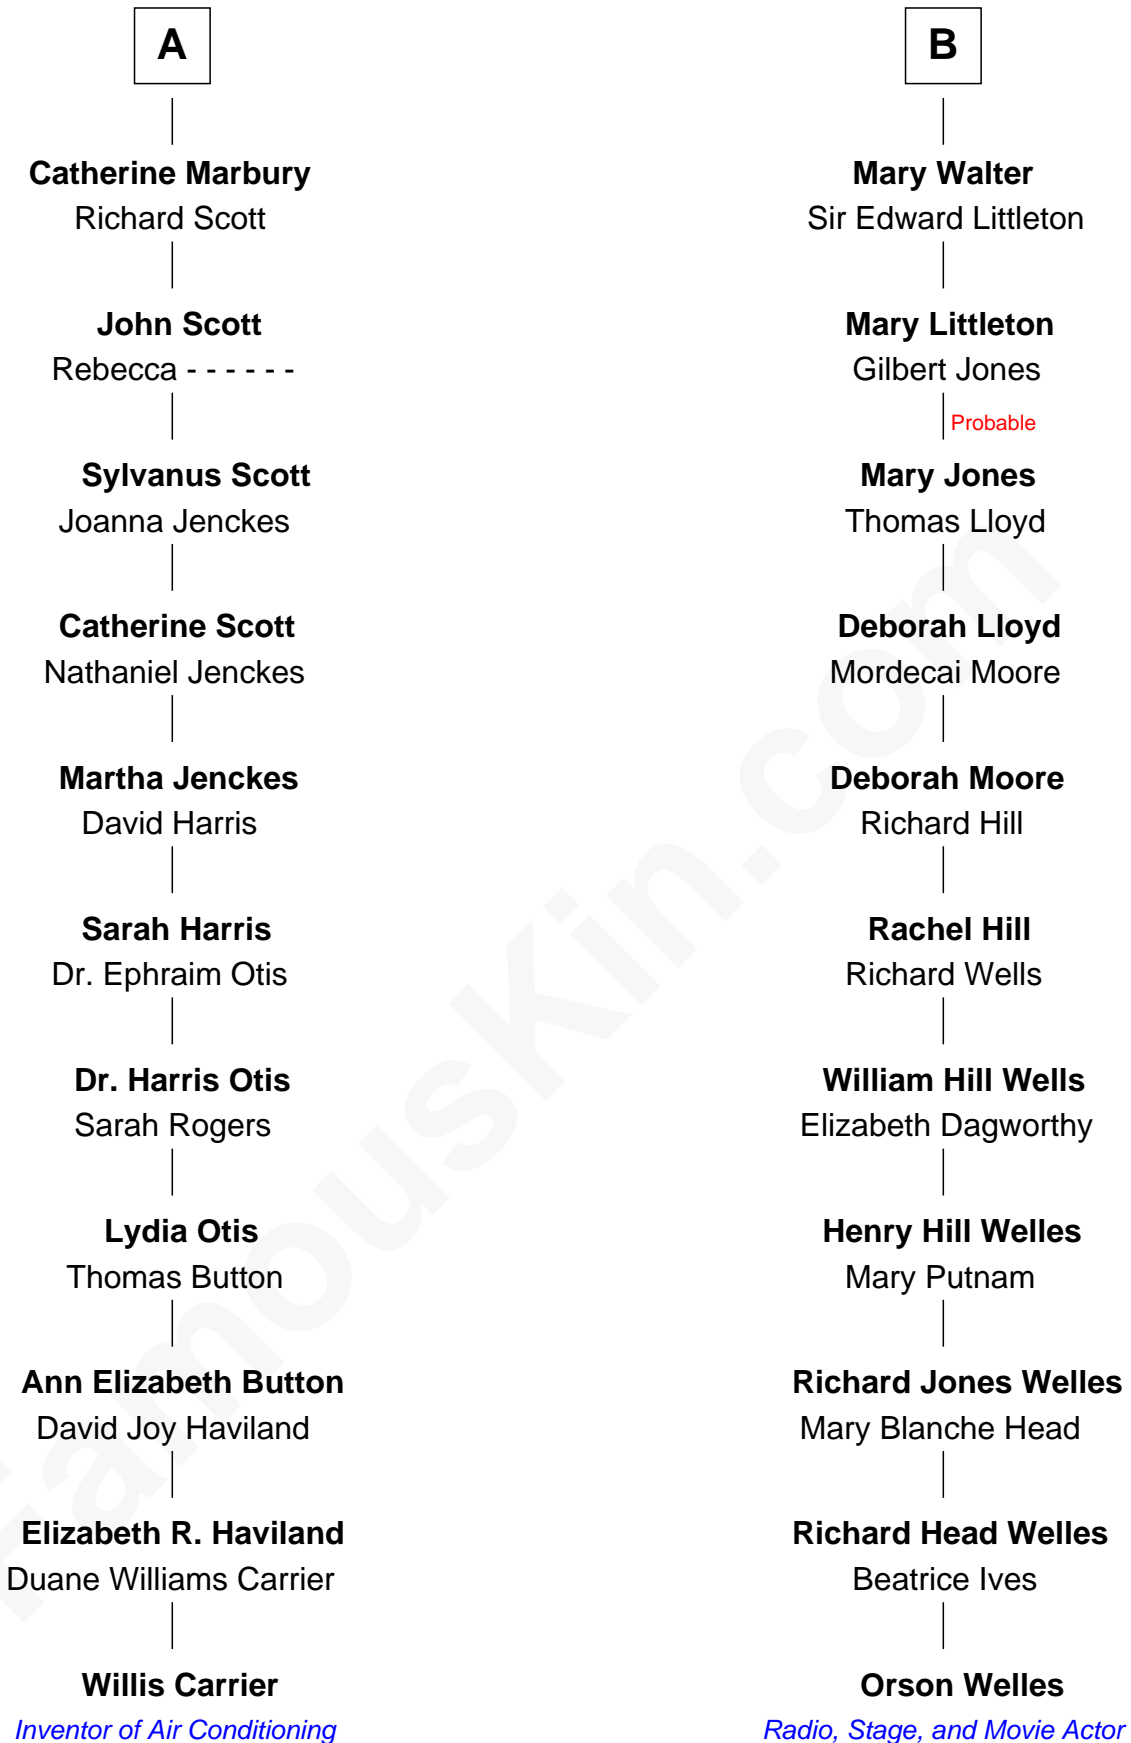 A
Catherine Marbury
Richard Scott
John Scott
Rebecca - - - - - -
Sylvanus Scott
Joanna Jenckes
Catherine Scott
Nathaniel Jenckes
Martha Jenckes
David Harris
Sarah Harris
Dr. Ephraim Otis
Dr. Harris Otis
Sarah Rogers
Lydia Otis
Thomas Button
Ann Elizabeth Button
David Joy Haviland
Elizabeth R. Haviland
Duane Williams Carrier
Willis Carrier
Inventor of Air Conditioning
B
Mary Walter
Sir Edward Littleton
Mary Littleton
Gilbert Jones
Probable
Mary Jones
Thomas Lloyd
Deborah Lloyd
Mordecai Moore
Deborah Moore
Richard Hill
Rachel Hill
Richard Wells
William Hill Wells
Elizabeth Dagworthy
Henry Hill Welles
Mary Putnam
Richard Jones Welles
Mary Blanche Head
Richard Head Welles
Beatrice Ives
Orson Welles
Radio, Stage, and Movie Actor
FamousKin.com